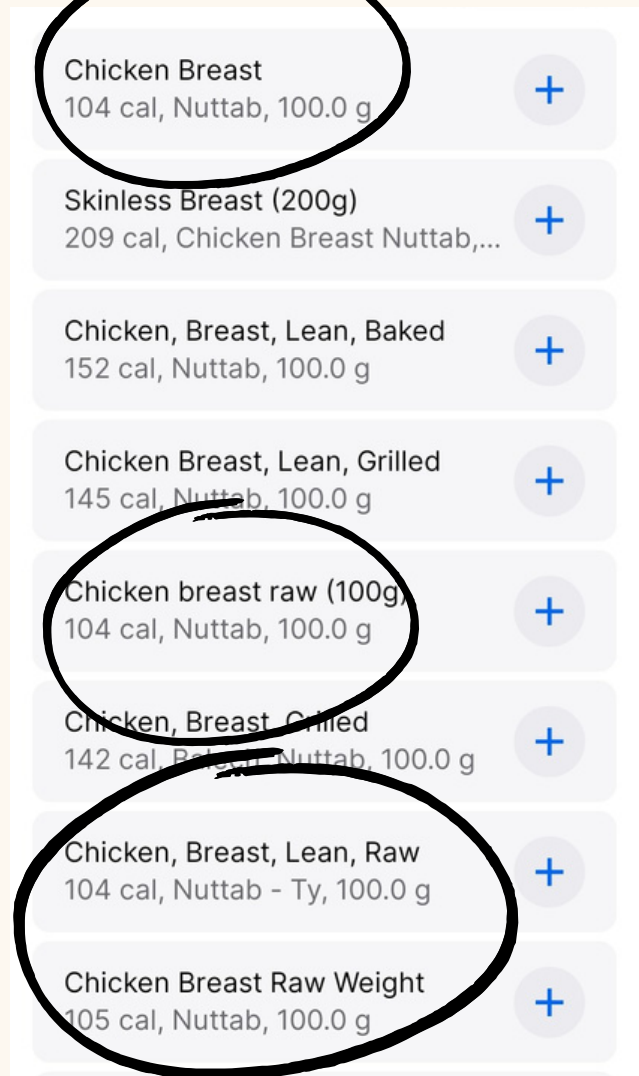 Chicken Breast
104 cal, Nuttab, 100.0 g
Skinless Breast (200g)
209 cal, Chicken Breast Nuttab,...
Chicken, Breast, Lean, Baked
152 cal, Nuttab, 100.0 g
Chicken Breast, Lean, Grilled
145 cal, Nuttab, 100.0 g
Chicken breast raw (100g)
104 cal, Nuttab, 100.0 g
Chicken, Breast, Grilled
142 cal, Nuttab, 100.0 g
Chicken, Breast, Lean, Raw
104 cal, Nuttab - Ty, 100.0 g
Chicken Breast Raw Weight
105 cal, Nuttab, 100.0 g